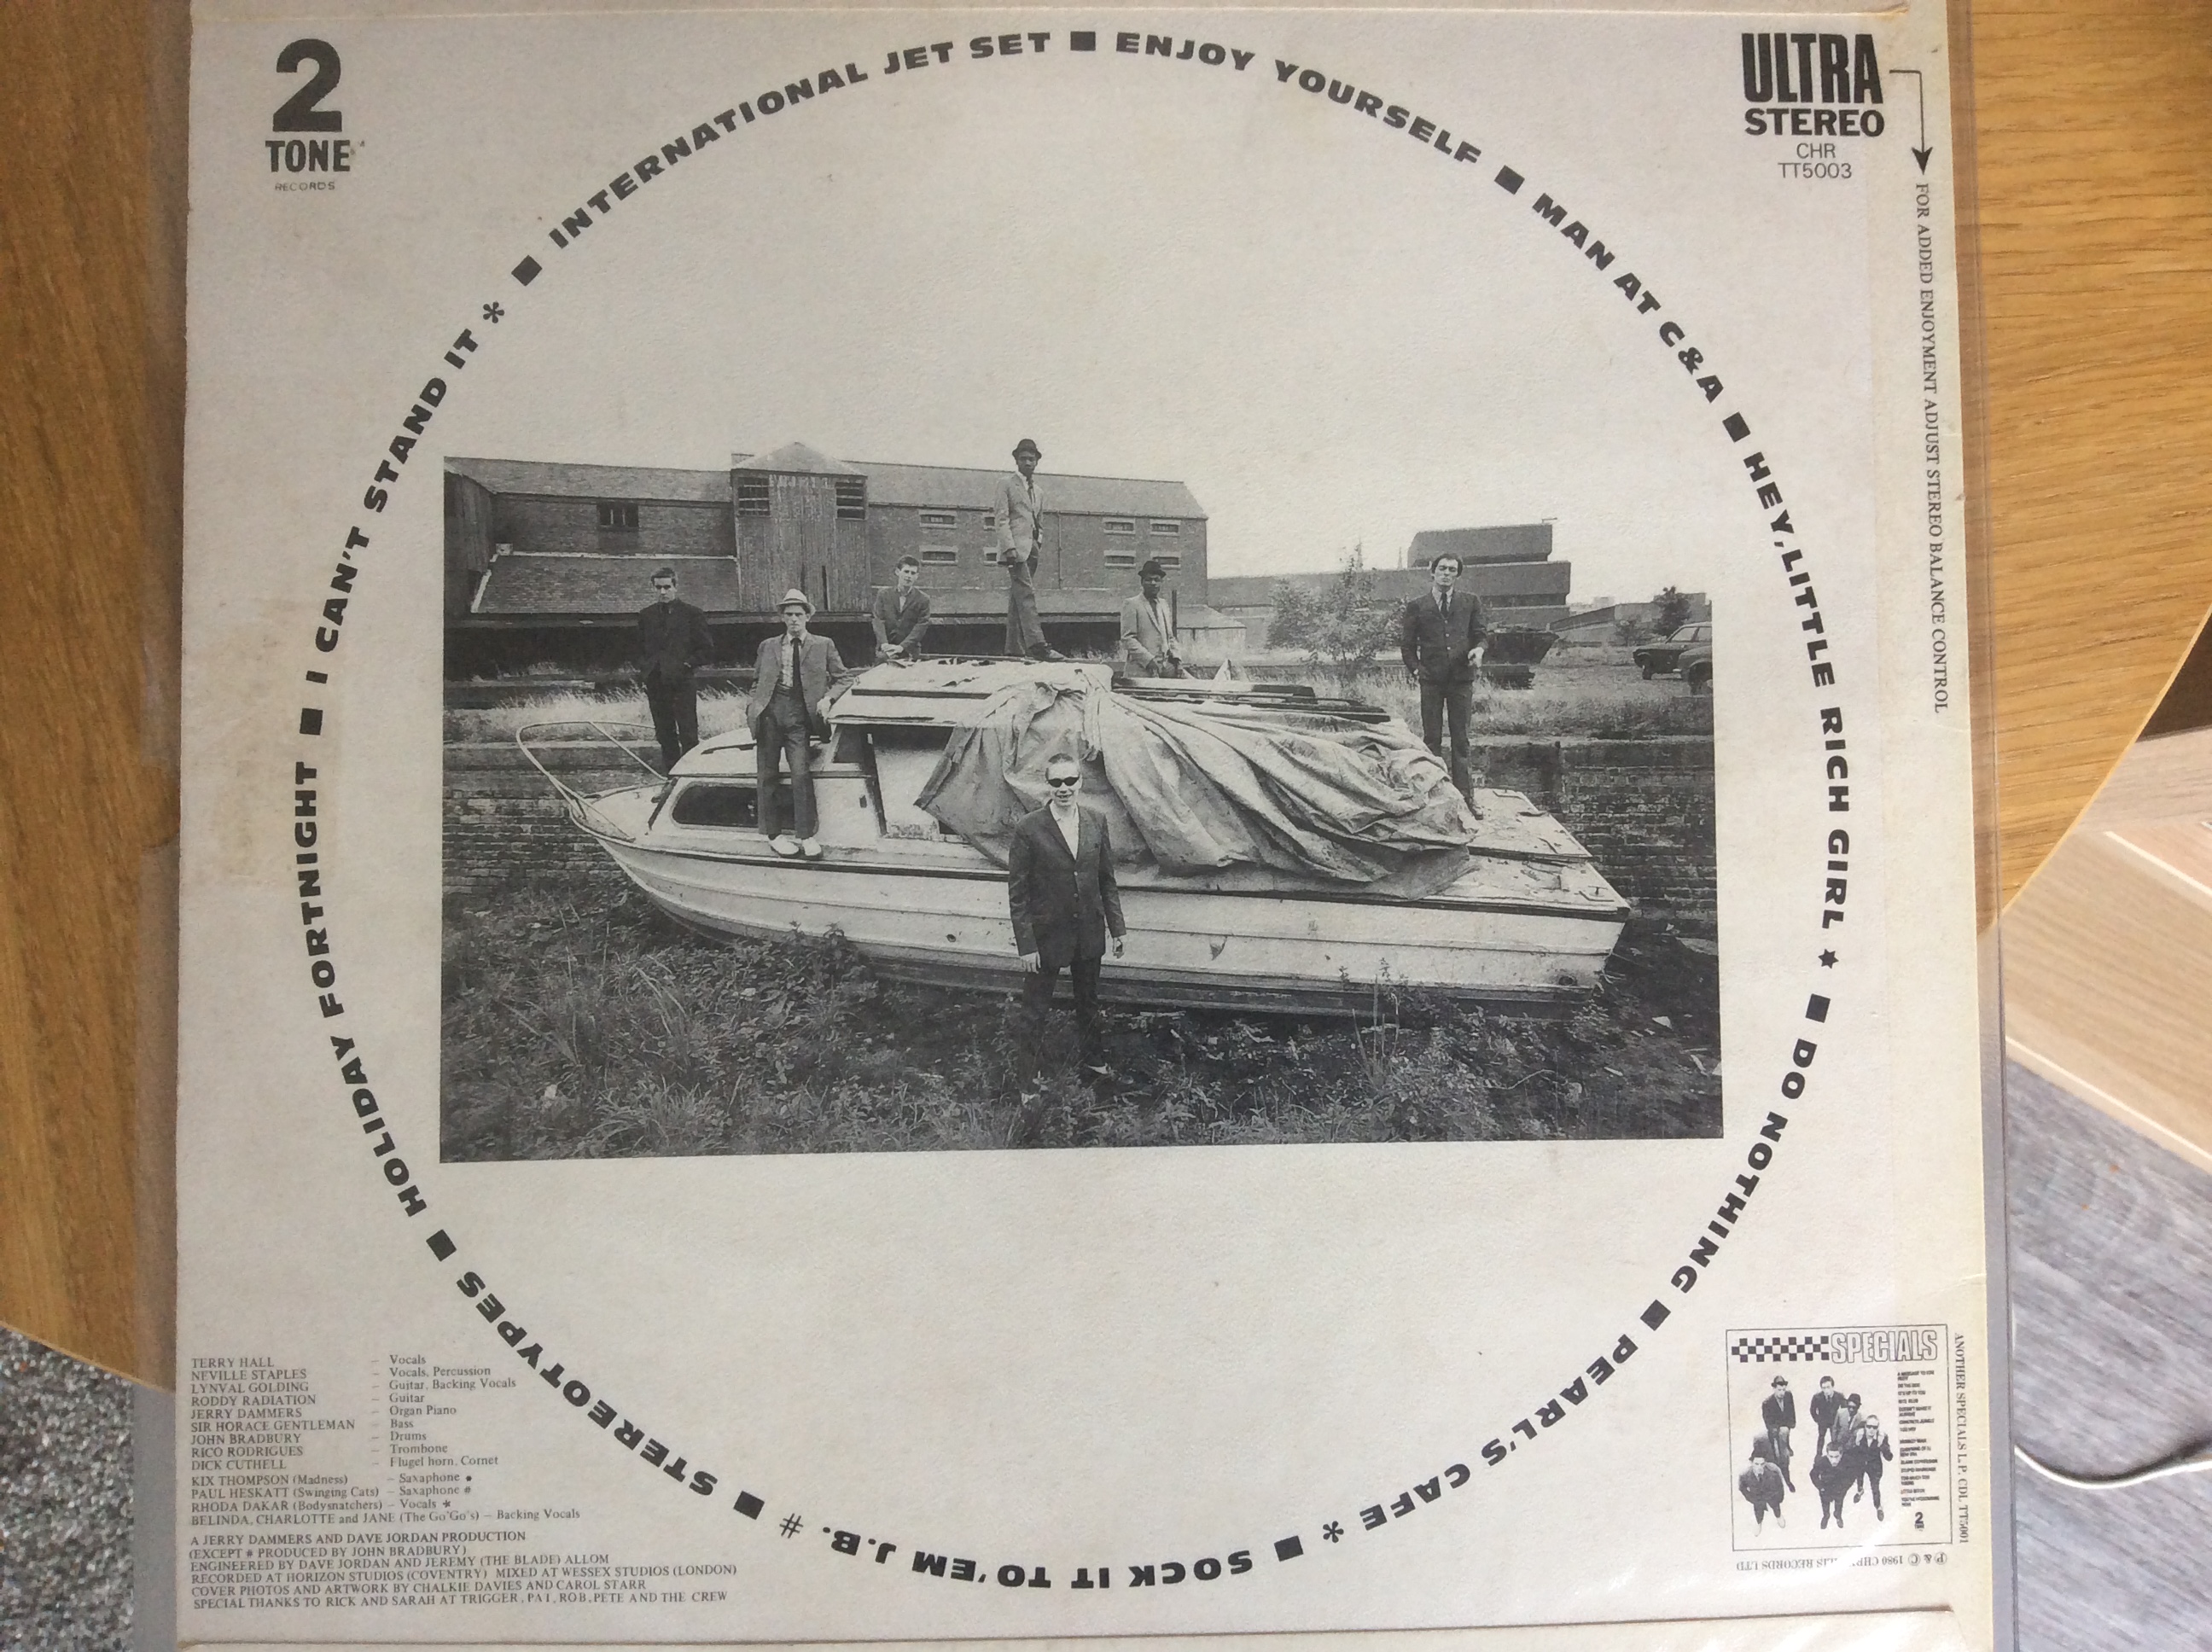 2
TONE
RECORDS
ULTRA
STEREO
CHR
TT5003
FOR ADDED ENJOYMENT ADJUST STEREO BALANCE CONTROL
■ ENJOY YOURSELF ■ MAN AT C&A ■ HEY, LITTLE RICH GIRL ★ ■ DO NOTHING ■ PEARL'S CAFE * ■ SOCK IT TO 'EM J.B. # ■ STEREOTYPES ■ HOLIDAY FORTNIGHT ■ I CAN'T STAND IT * ■ INTERNATIONAL JET SET
TERRY HALL – Vocals
NEVILLE STAPLES – Vocals, Percussion
LYNVAL GOLDING – Guitar, Backing Vocals
RODDY RADIATION – Guitar
JERRY DAMMERS – Organ Piano
SIR HORACE GENTLEMAN – Bass
JOHN BRADBURY – Drums
RICO RODRIGUES – Trombone
DICK CUTHELL – Flugel horn, Cornet
KIX THOMPSON (Madness) – Saxaphone ★
PAUL HESKATT (Swinging Cats) – Saxaphone #
RHODA DAKAR (Bodysnatchers) – Vocals *
BELINDA, CHARLOTTE and JANE (The Go'Go's) – Backing Vocals
A JERRY DAMMERS AND DAVE JORDAN PRODUCTION
(EXCEPT # PRODUCED BY JOHN BRADBURY)
ENGINEERED BY DAVE JORDAN AND JEREMY (THE BLADE) ALLOM
RECORDED AT HORIZON STUDIOS (COVENTRY) MIXED AT WESSEX STUDIOS (LONDON)
COVER PHOTOS AND ARTWORK BY CHALKIE DAVIES AND CAROL STARR
SPECIAL THANKS TO RICK AND SARAH AT TRIGGER, PAT, ROB, PETE AND THE CREW
SPECIALS
2
ANOTHER SPECIALS L.P. CDL TT5001
℗ & © 1980 RECORDS LTD